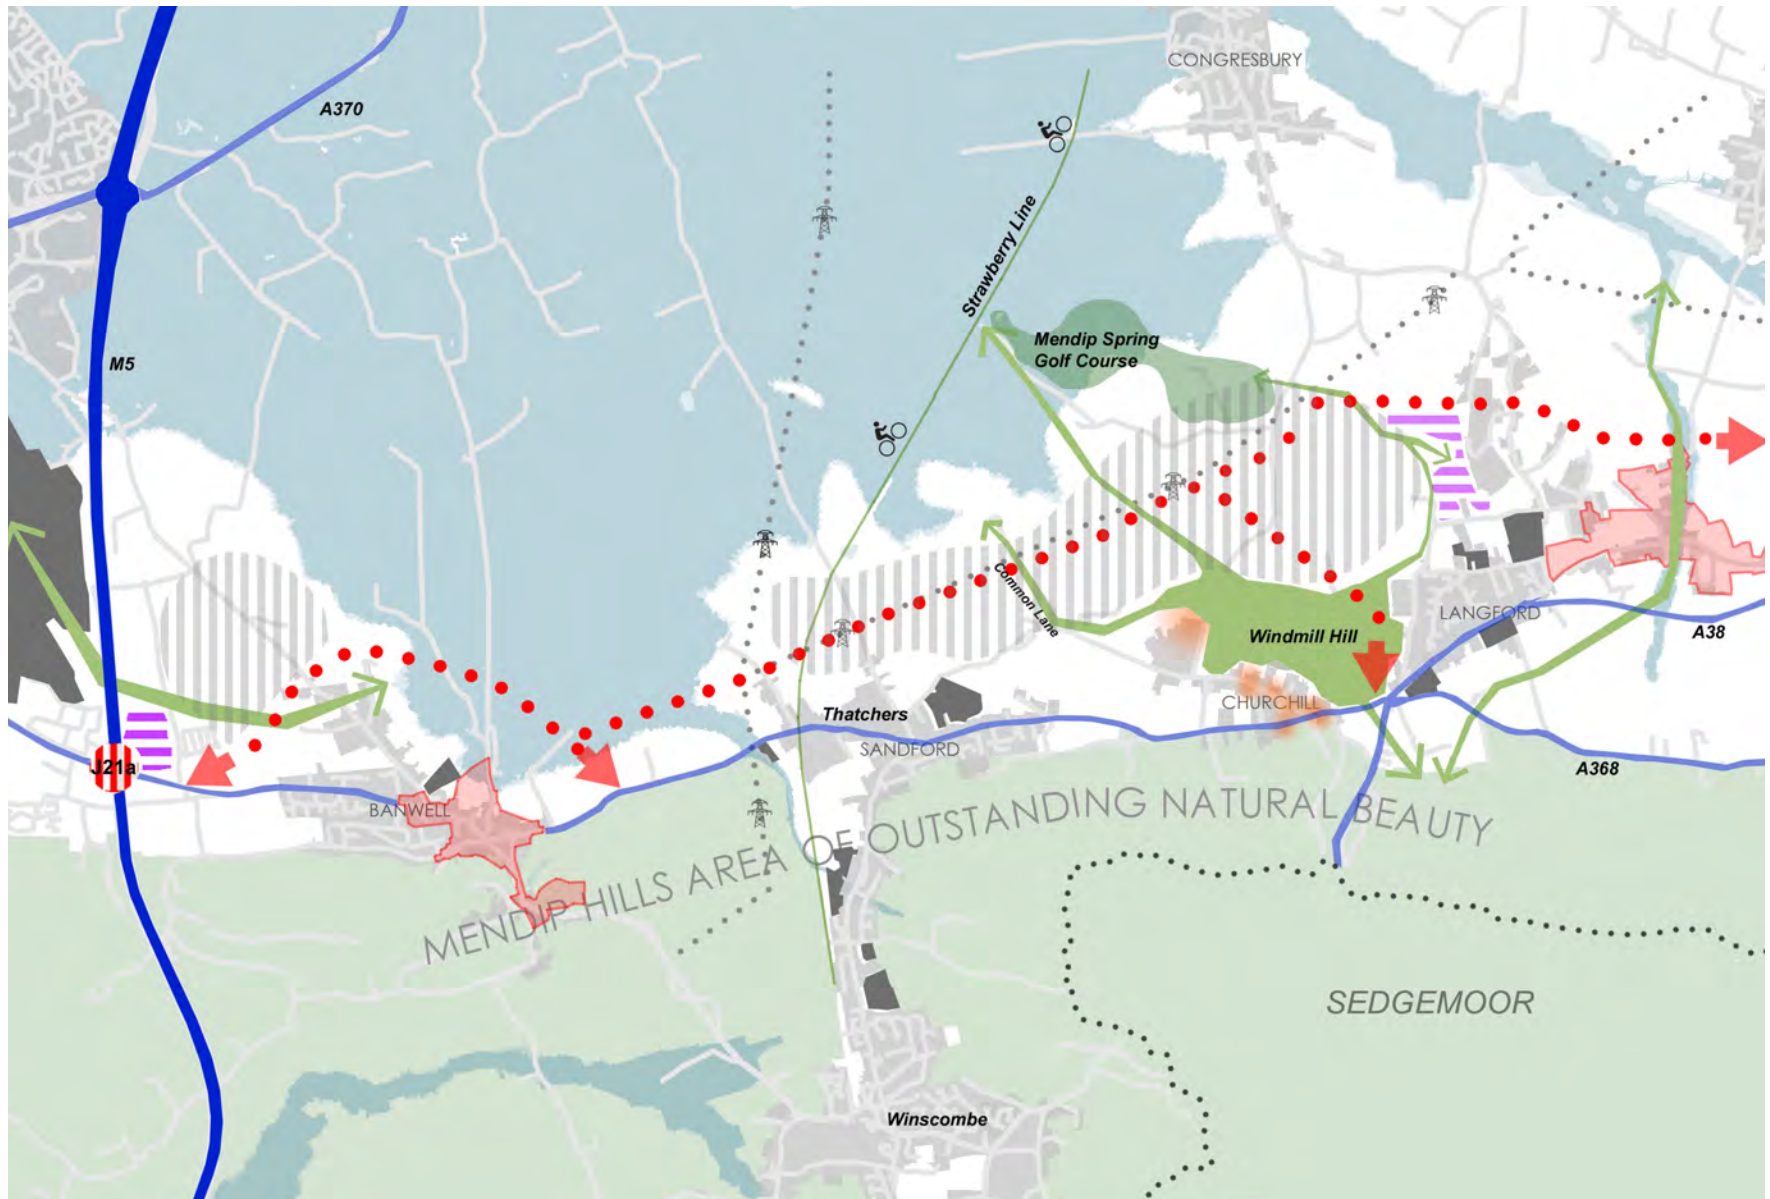 CONGRESBURY
A370
Strawberry Line
Mendip Spring
Golf Course
M5
Common Lane
LANGFORD
Windmill Hill
A38
CHURCHILL
Thatchers
SANDFORD
J21a
A368
BANWELL
MENDIP HILLS AREA OF OUTSTANDING NATURAL BEAUTY
SEDGEMOOR
Winscombe